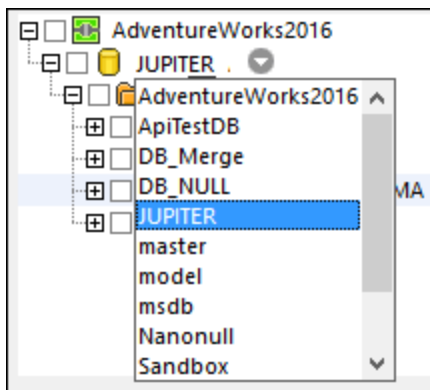 AdventureWorks2016
JUPITER .
AdventureWorks2016
ApiTestDB
DB_Merge
DB_NULL
MA
JUPITER
master
model
msdb
Nanonull
Sandbox